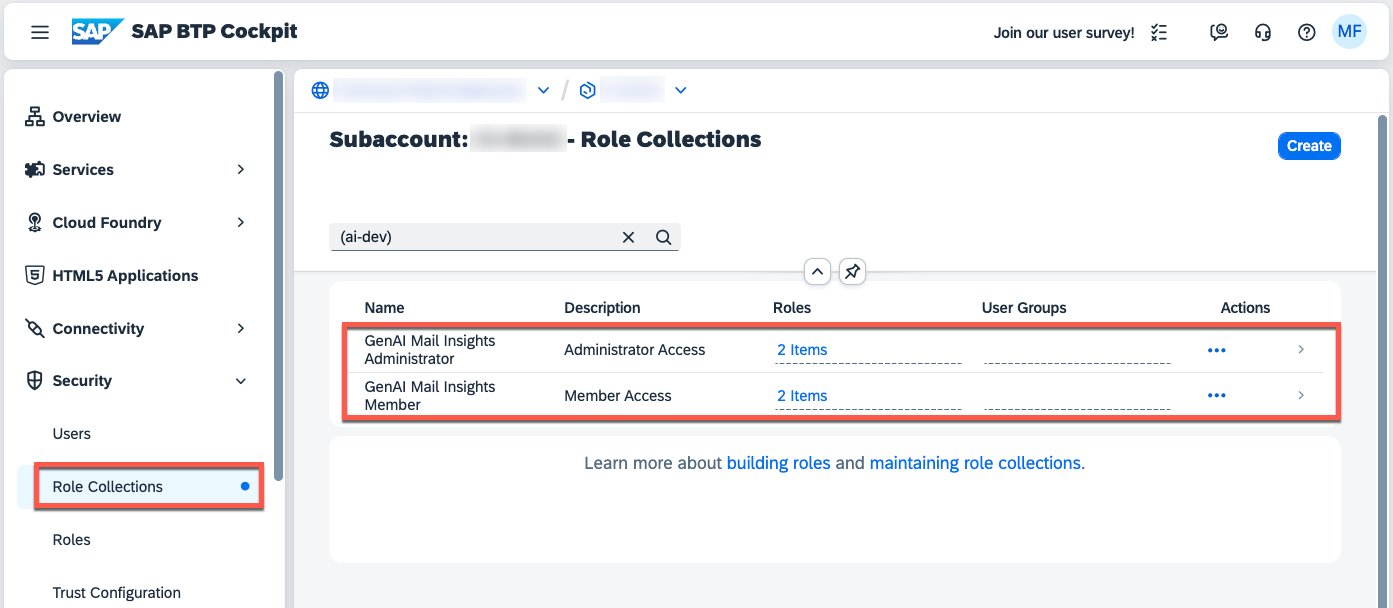 SAP SAP BTP Cockpit
Join our user survey!
MF
Overview
Services
Cloud Foundry
HTML5 Applications
Connectivity
Security
Users
Role Collections
Roles
Trust Configuration
/
Subaccount: - Role Collections
Create
(ai-dev)
Name Description Roles User Groups Actions
GenAI Mail Insights
Administrator
Administrator Access
2 Items
GenAI Mail Insights
Member
Member Access
2 Items
Learn more about building roles and maintaining role collections.